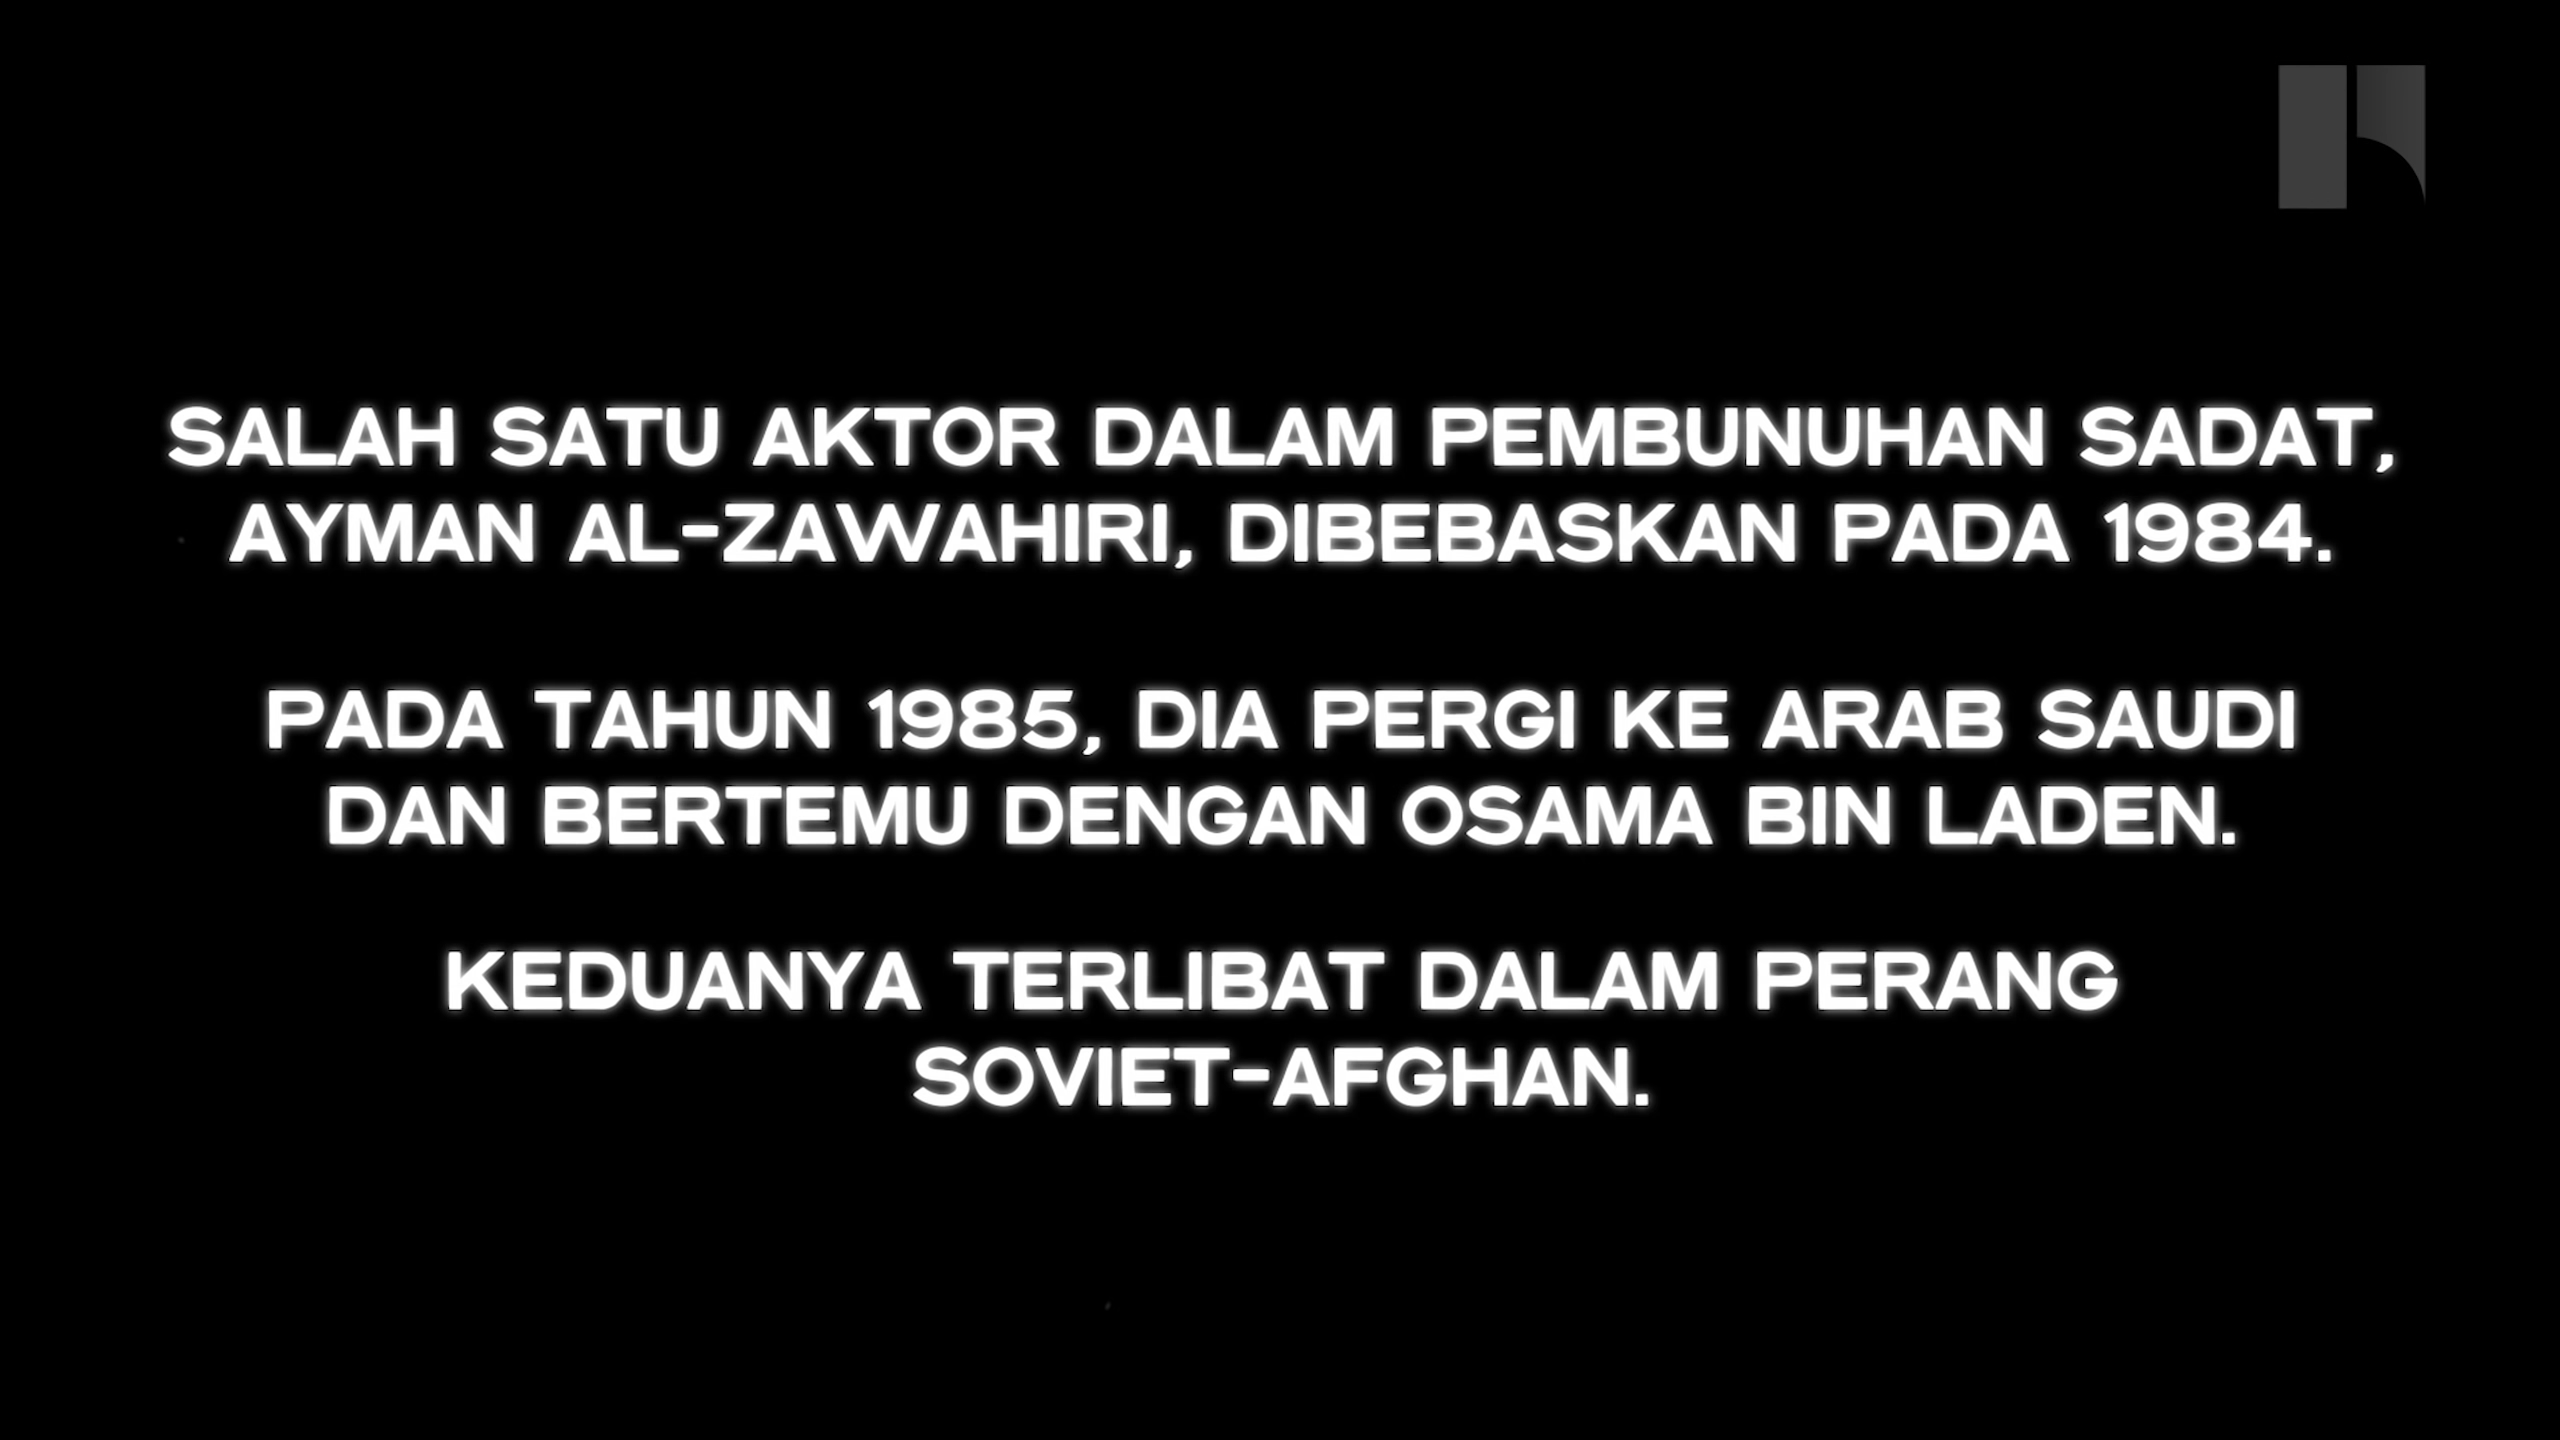 SALAH SATU AKTOR DALAM PEMBUNUHAN SADAT,
AYMAN AL-ZAWAHIRI, DIBEBASKAN PADA 1984.
PADA TAHUN 1985, DIA PERGI KE ARAB SAUDI
DAN BERTEMU DENGAN OSAMA BIN LADEN.
KEDUANYA TERLIBAT DALAM PERANG
SOVIET-AFGHAN.